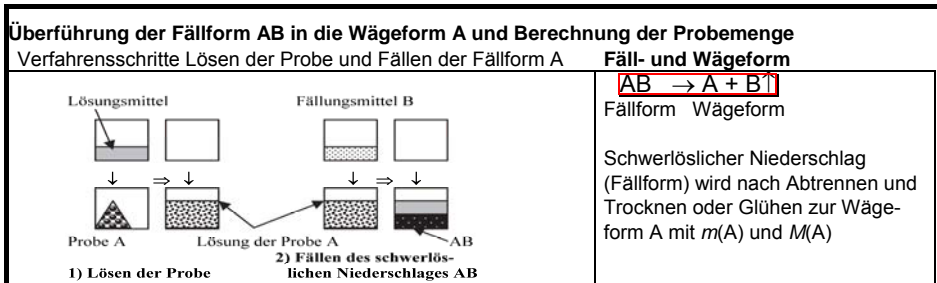 Überführung der Fällform AB in die Wägeform A und Berechnung der Probemenge
Verfahrensschritte Lösen der Probe und Fällen der Fällform A
Lösungsmittel
Fällungsmittel B
↓ ⇒ ↓
↓ ⇒ ↓
Probe A
Lösung der Probe A
AB
1) Lösen der Probe
2) Fällen des schwerlös-
lichen Niederschlages AB
Fäll- und Wägeform
AB → A + B↑
Fällform Wägeform
Schwerlöslicher Niederschlag
(Fällform) wird nach Abtrennen und
Trocknen oder Glühen zur Wäge-
form A mit m(A) und M(A)